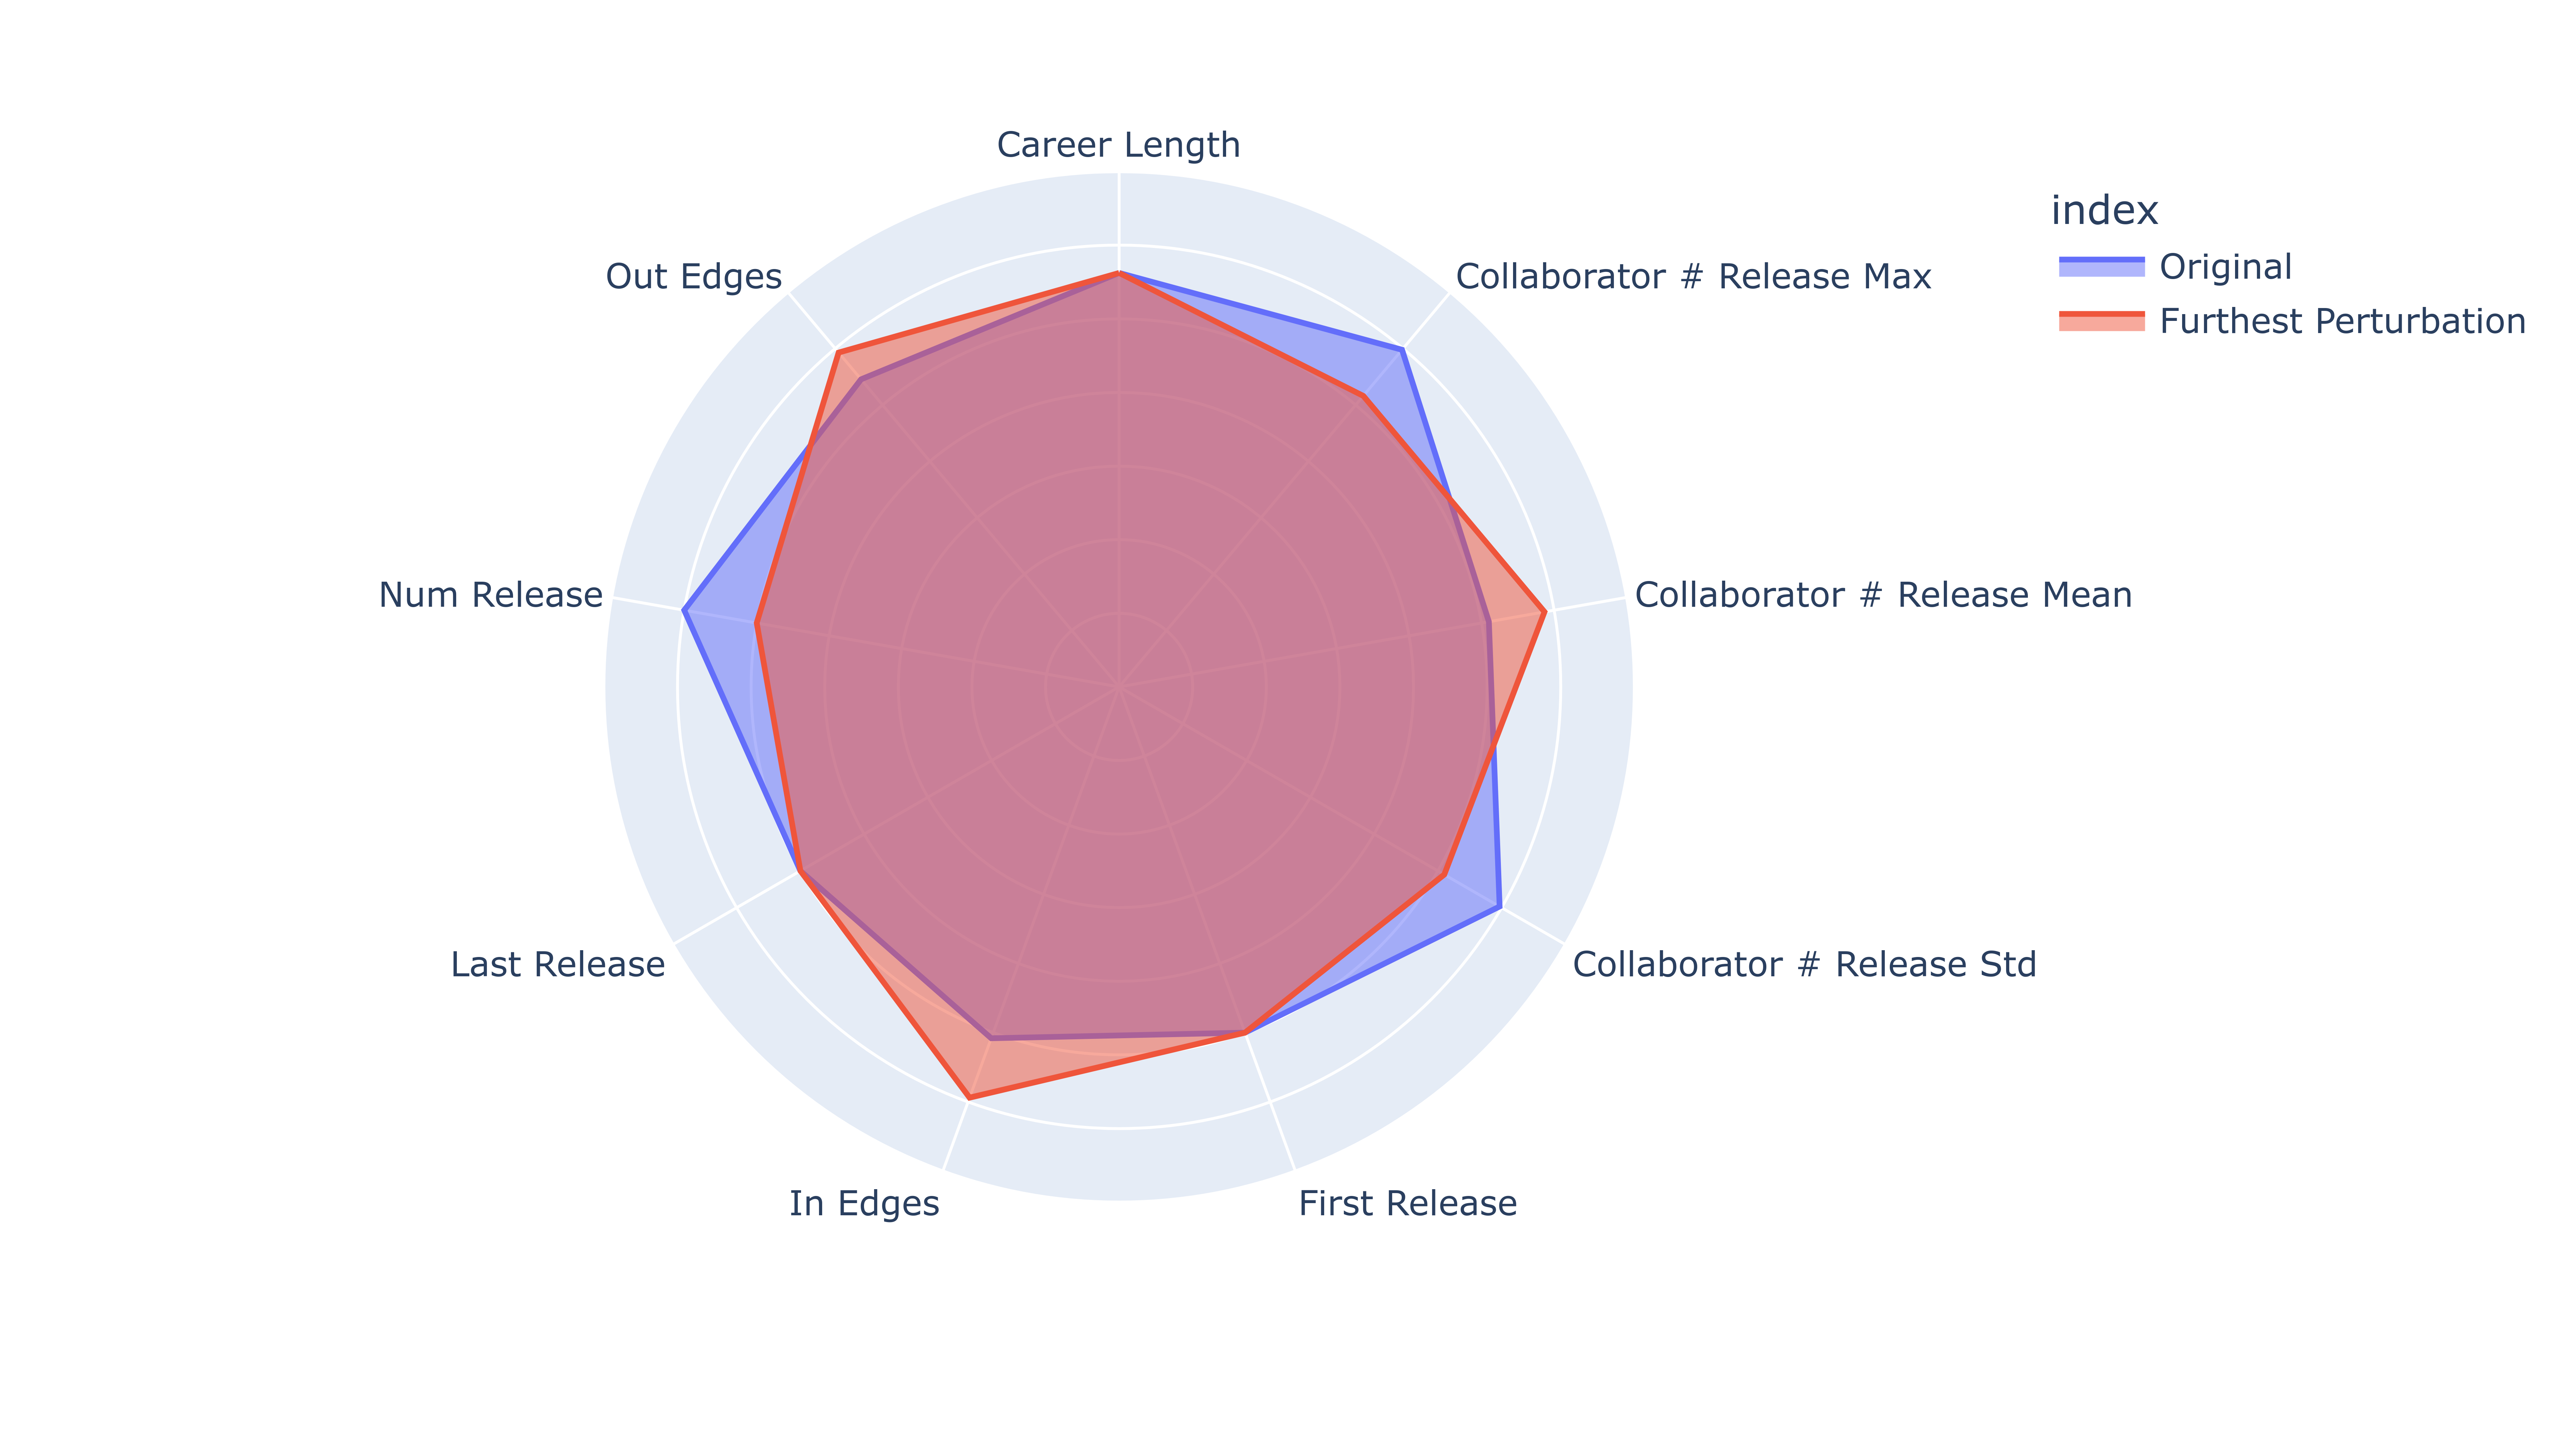 Career Length
Collaborator # Release Max
Collaborator # Release Mean
Collaborator # Release Std
First Release
In Edges
Last Release
Num Release
Out Edges
index
Original
Furthest Perturbation